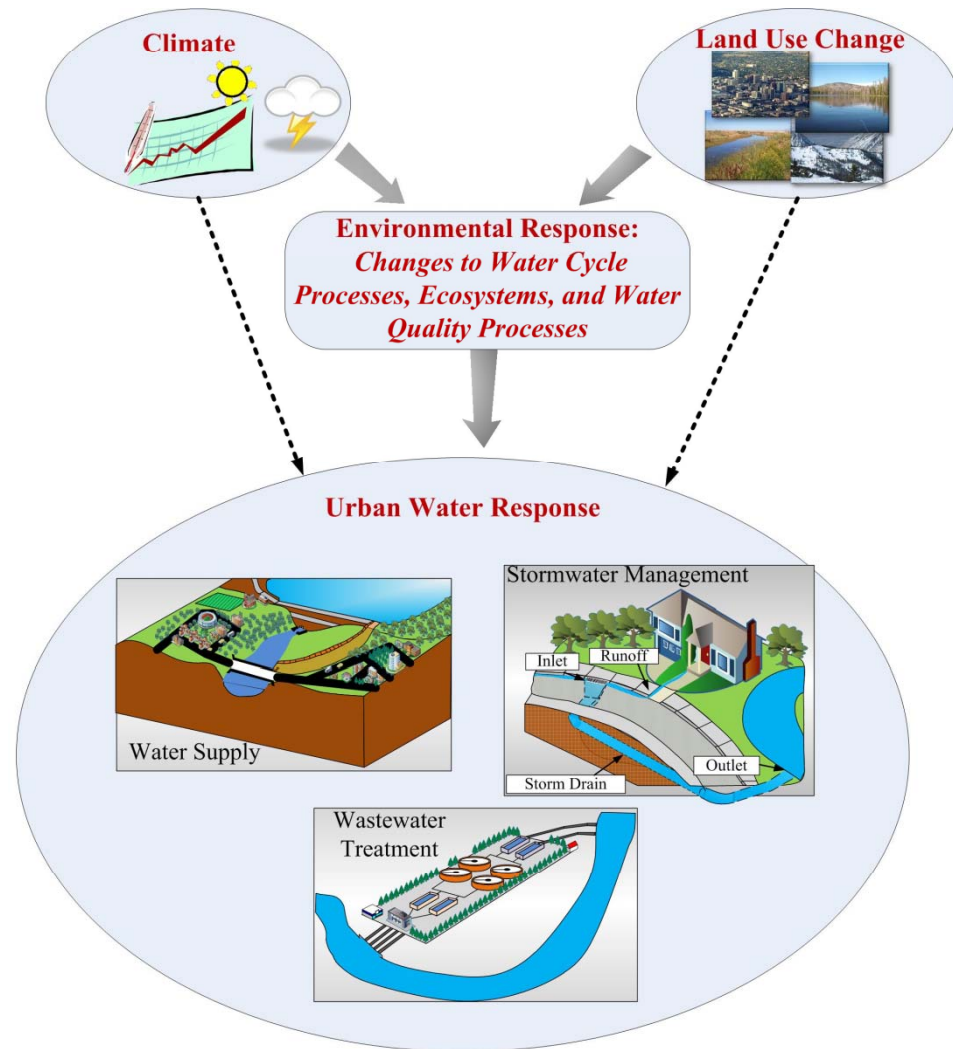 Climate
Land Use Change
Environmental Response:
Changes to Water Cycle
Processes, Ecosystems, and Water
Quality Processes
Urban Water Response
Water Supply
Stormwater Management
Inlet
Runoff
Storm Drain
Outlet
Wastewater
Treatment